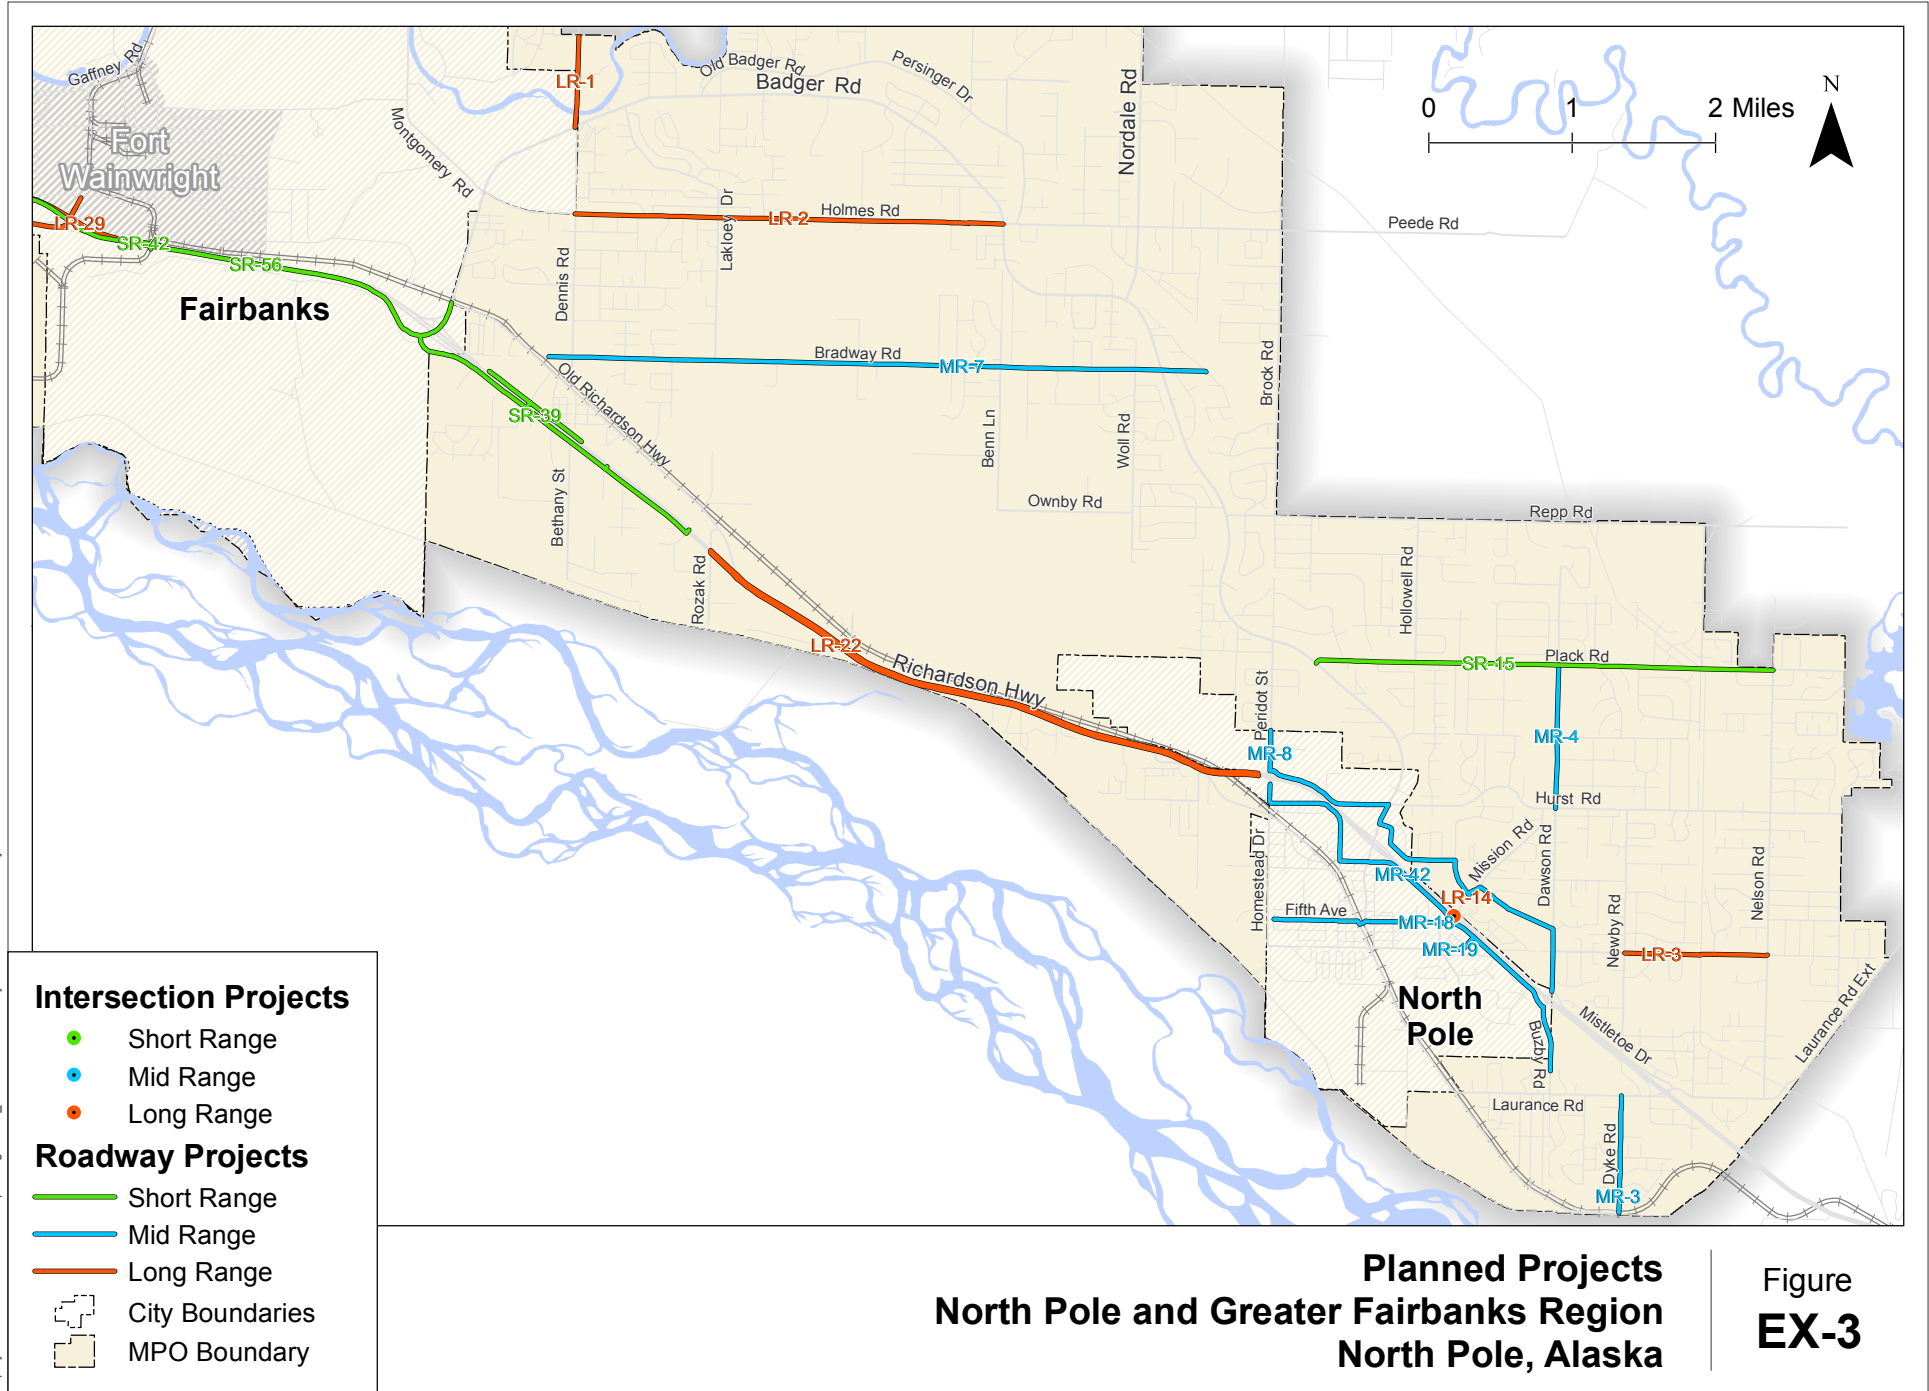 Gaffney Rd
LR-1
Old Badger Rd
Badger Rd
Persinger Dr
Nordale Rd
0 1 2 Miles
N
Fort
Wainwright
Montgomery Rd
LR-29
SR-42
SR-56
Fairbanks
Dennis Rd
Lakloey Dr
LR-2
Holmes Rd
Peede Rd
Bradway Rd
MR-7
Brock Rd
Old Richardson Hwy
SR-39
Benn Ln
Woll Rd
Bethany St
Ownby Rd
Repp Rd
Rozak Rd
Hollowell Rd
LR-22
Richardson Hwy
SR-15
Plack Rd
Peridot St
MR-8
MR-4
Hurst Rd
Homestead Dr
Mission Rd
Dawson Rd
MR-42
LR-14
Fifth Ave
MR-18
MR-19
Newby Rd
Nelson Rd
LR-3
North
Pole
Buzby Rd
Mistletoe Dr
Laurance Rd Ext
Laurance Rd
Dyke Rd
MR-3
Intersection Projects
Short Range
Mid Range
Long Range
Roadway Projects
Short Range
Mid Range
Long Range
City Boundaries
MPO Boundary
Planned Projects
North Pole and Greater Fairbanks Region
North Pole, Alaska
Figure
EX-3